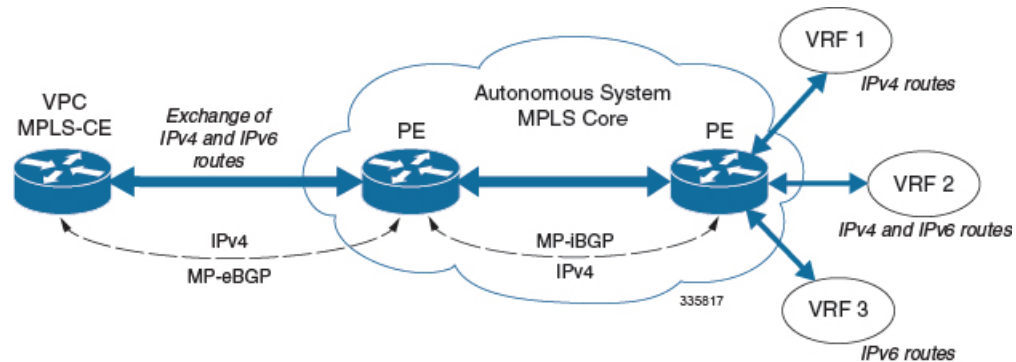 VPC
MPLS-CE
Exchange of
IPv4 and IPv6
routes
PE
Autonomous System
MPLS Core
PE
VRF 1
IPv4 routes
VRF 2
IPv4 and IPv6 routes
IPv4
MP-eBGP
MP-iBGP
IPv4
335817
VRF 3
IPv6 routes